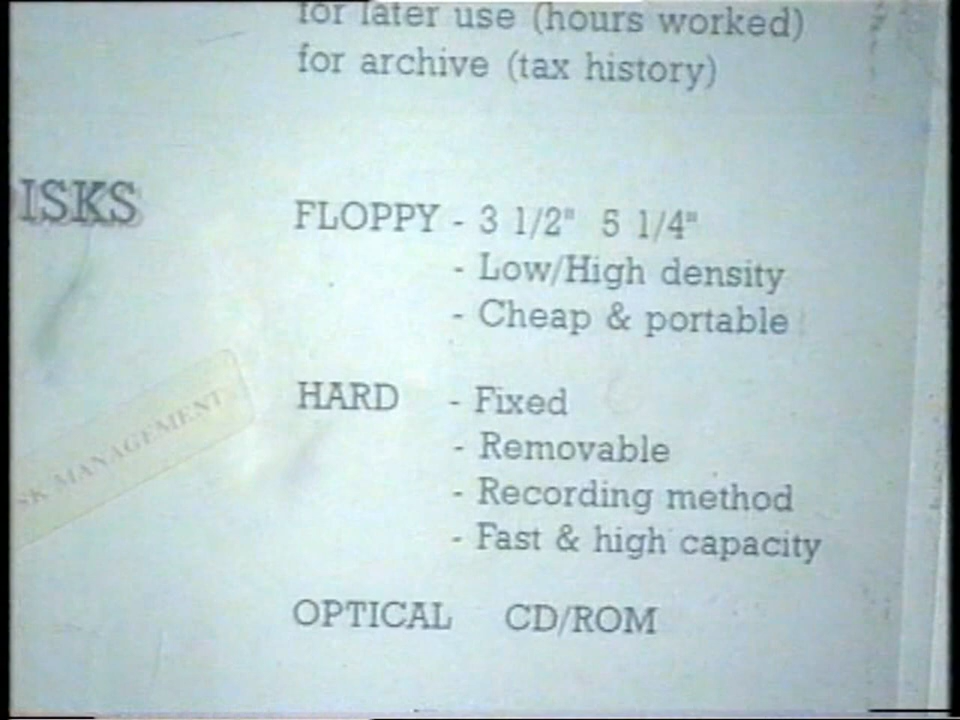 for later use (hours worked)
for archive (tax history)
ISKS
FLOPPY - 3 1/2" 5 1/4"
- Low/High density
- Cheap & portable
HARD - Fixed
- Removable
- Recording method
- Fast & high capacity
SK MANAGEMENT
OPTICAL CD/ROM